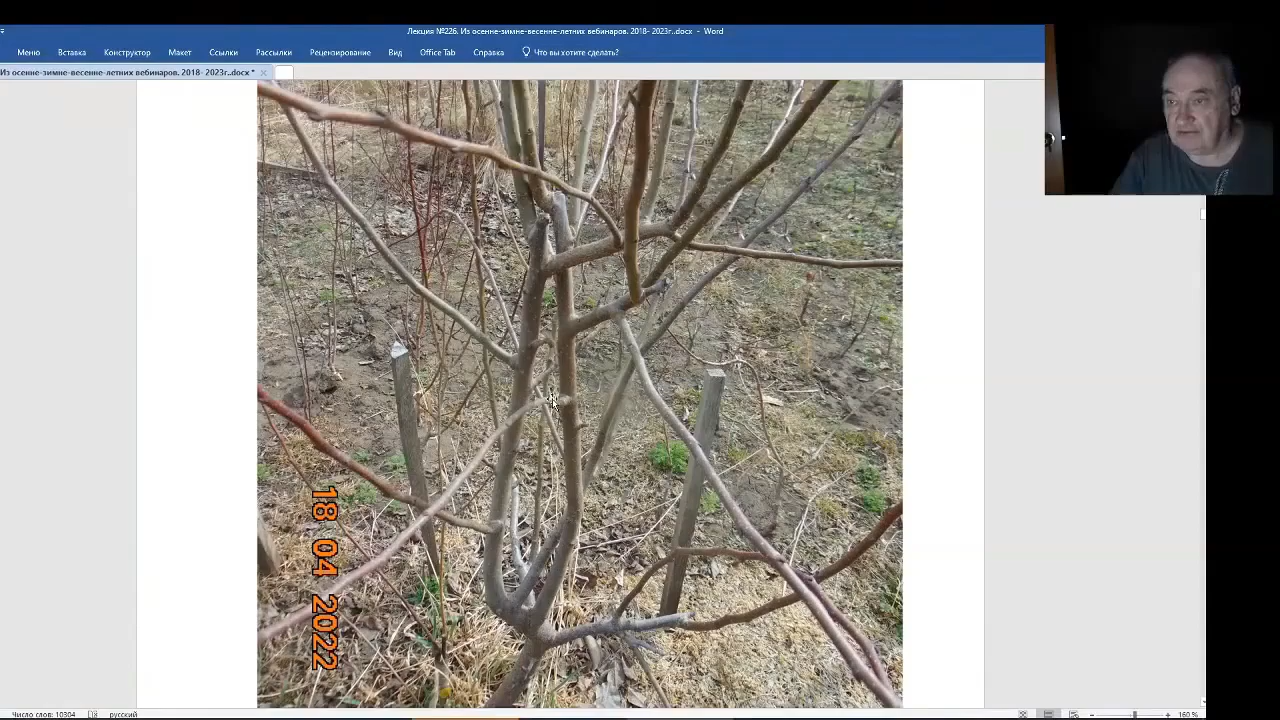 Лекция №226. Из осенне-зимне-весенне-летних вебинаров. 2018- 2023г..docx - Word
Меню Вставка Конструктор Макет Ссылки Рассылки Рецензирование Вид Office Tab Справка Что вы хотите сделать?
Из осенне-зимне-весенне-летних вебинаров. 2018- 2023г..docx *
18 04 2022
Число слов: 10304 русский 160 %